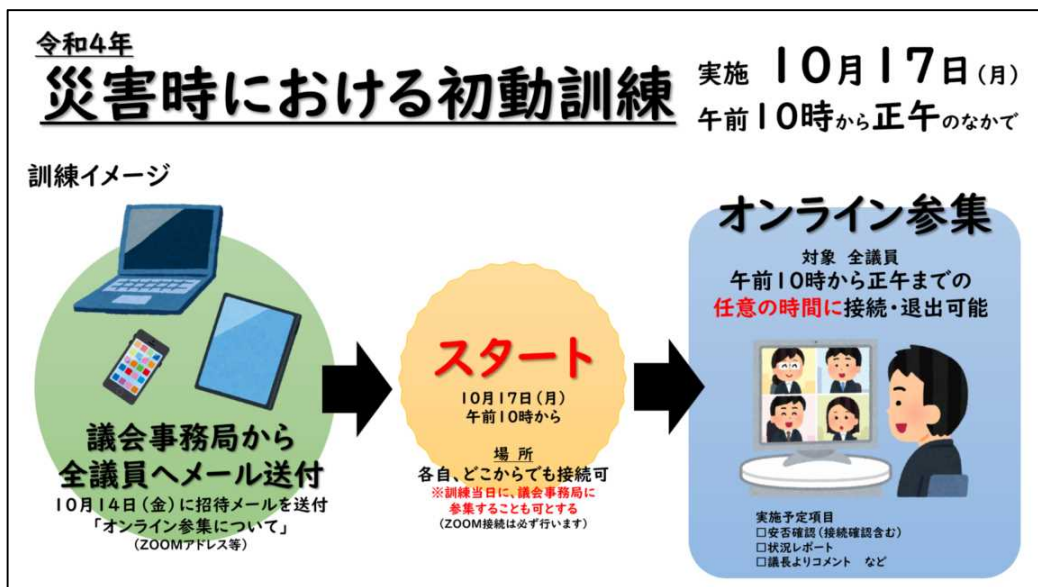 令和4年
災害時における初動訓練
実施 10月17日(月)
午前10時から正午のなかで
訓練イメージ
議会事務局から
全議員へメール送付
10月14日(金)に招待メールを送付
「オンライン参集について」
(ZOOMアドレス等)
スタート
10月17日(月)
午前10時から
場 所
各自、どこからでも接続可
※訓練当日に、議会事務局に
参集することも可とする
(ZOOM接続は必ず行います)
オンライン参集
対象 全議員
午前10時から正午までの
任意の時間に接続・退出可能
実施予定項目
□安否確認(接続確認含む)
□状況レポート
□議長よりコメント など